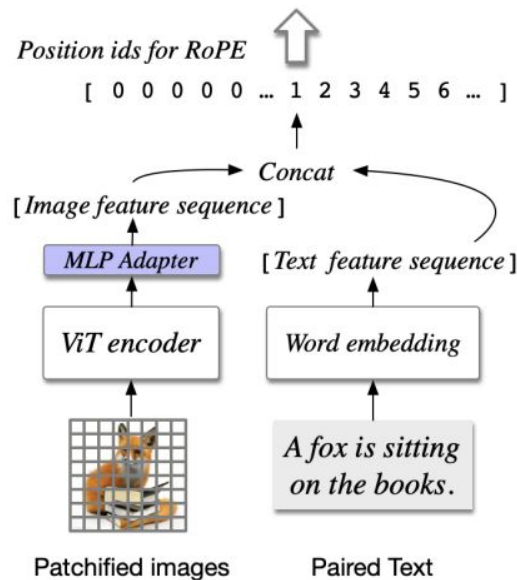 Position ids for RoPE
[ 0 0 0 0 0 … 1 2 3 4 5 6 … ]
Concat
[Image feature sequence]
MLP Adapter
[Text feature sequence]
ViT encoder
Word embedding
A fox is sitting
on the books.
Patchified images
Paired Text